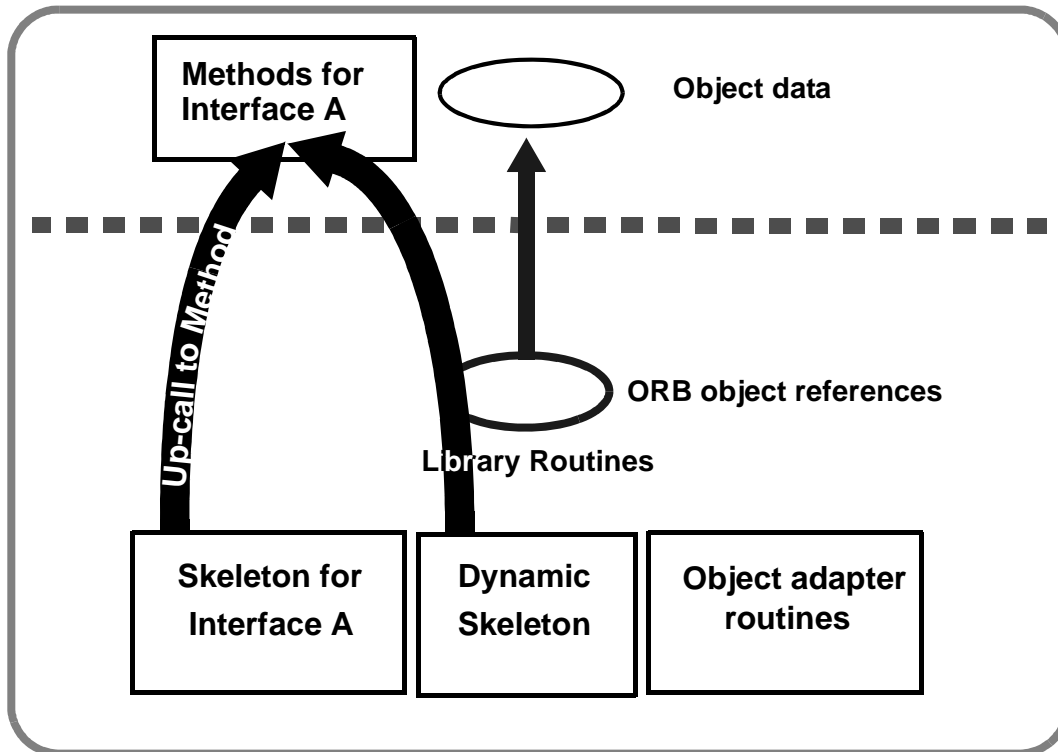 Methods for
Interface A
Object data
Up-call to Method
ORB object references
Library Routines
Skeleton for
Interface A
Dynamic
Skeleton
Object adapter
routines